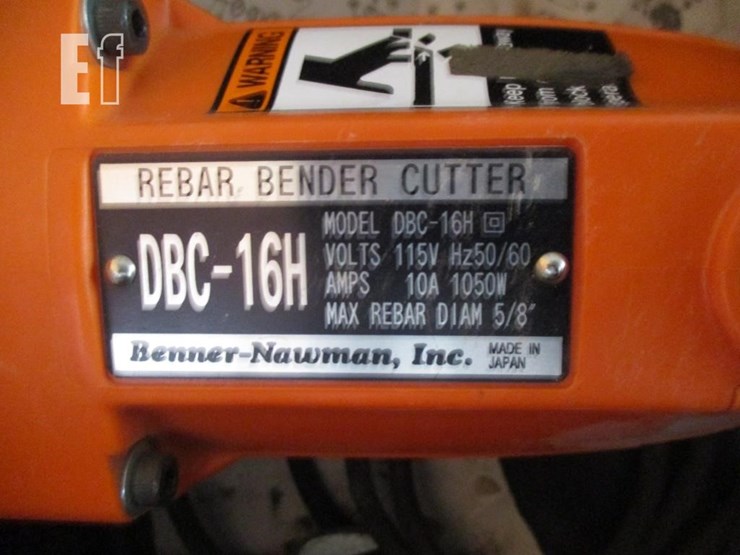 Ef
WARNING
REBAR BENDER CUTTER
DBC-16H
MODEL DBC-16H
VOLTS 115V Hz50/60
AMPS 10A 1050W
MAX REBAR DIAM 5/8"
Benner-Nawman, Inc.
MADE IN
JAPAN